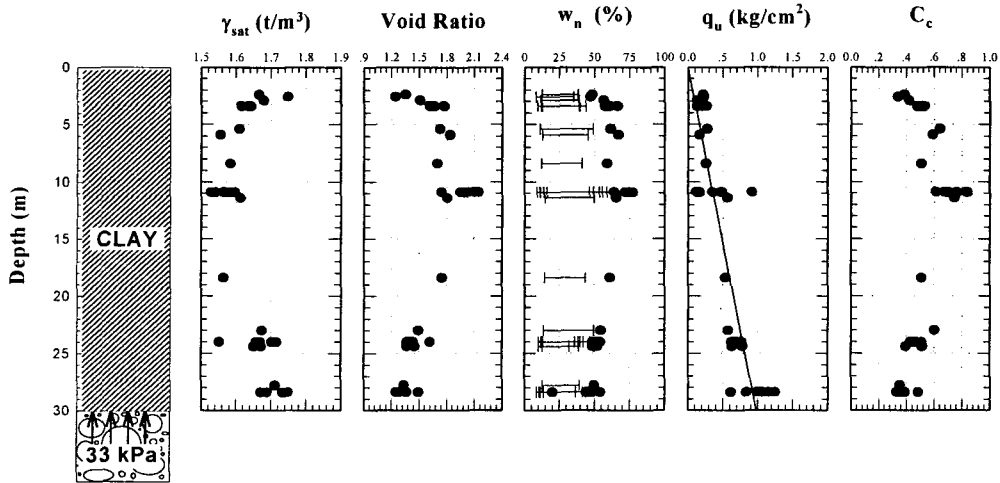 γsat (t/m³) Void Ratio wn (%) qu (kg/cm²) Cc
1.5 1.6 1.7 1.8 1.9 .9 1.2 1.5 1.8 2.1 2.4 0 25 50 75 100 0.0 0.5 1.0 1.5 2.0 0 .2 .4 .6 .8 1.0
0
5
10
15
20
25
30
Depth (m)
CLAY
33 kPa